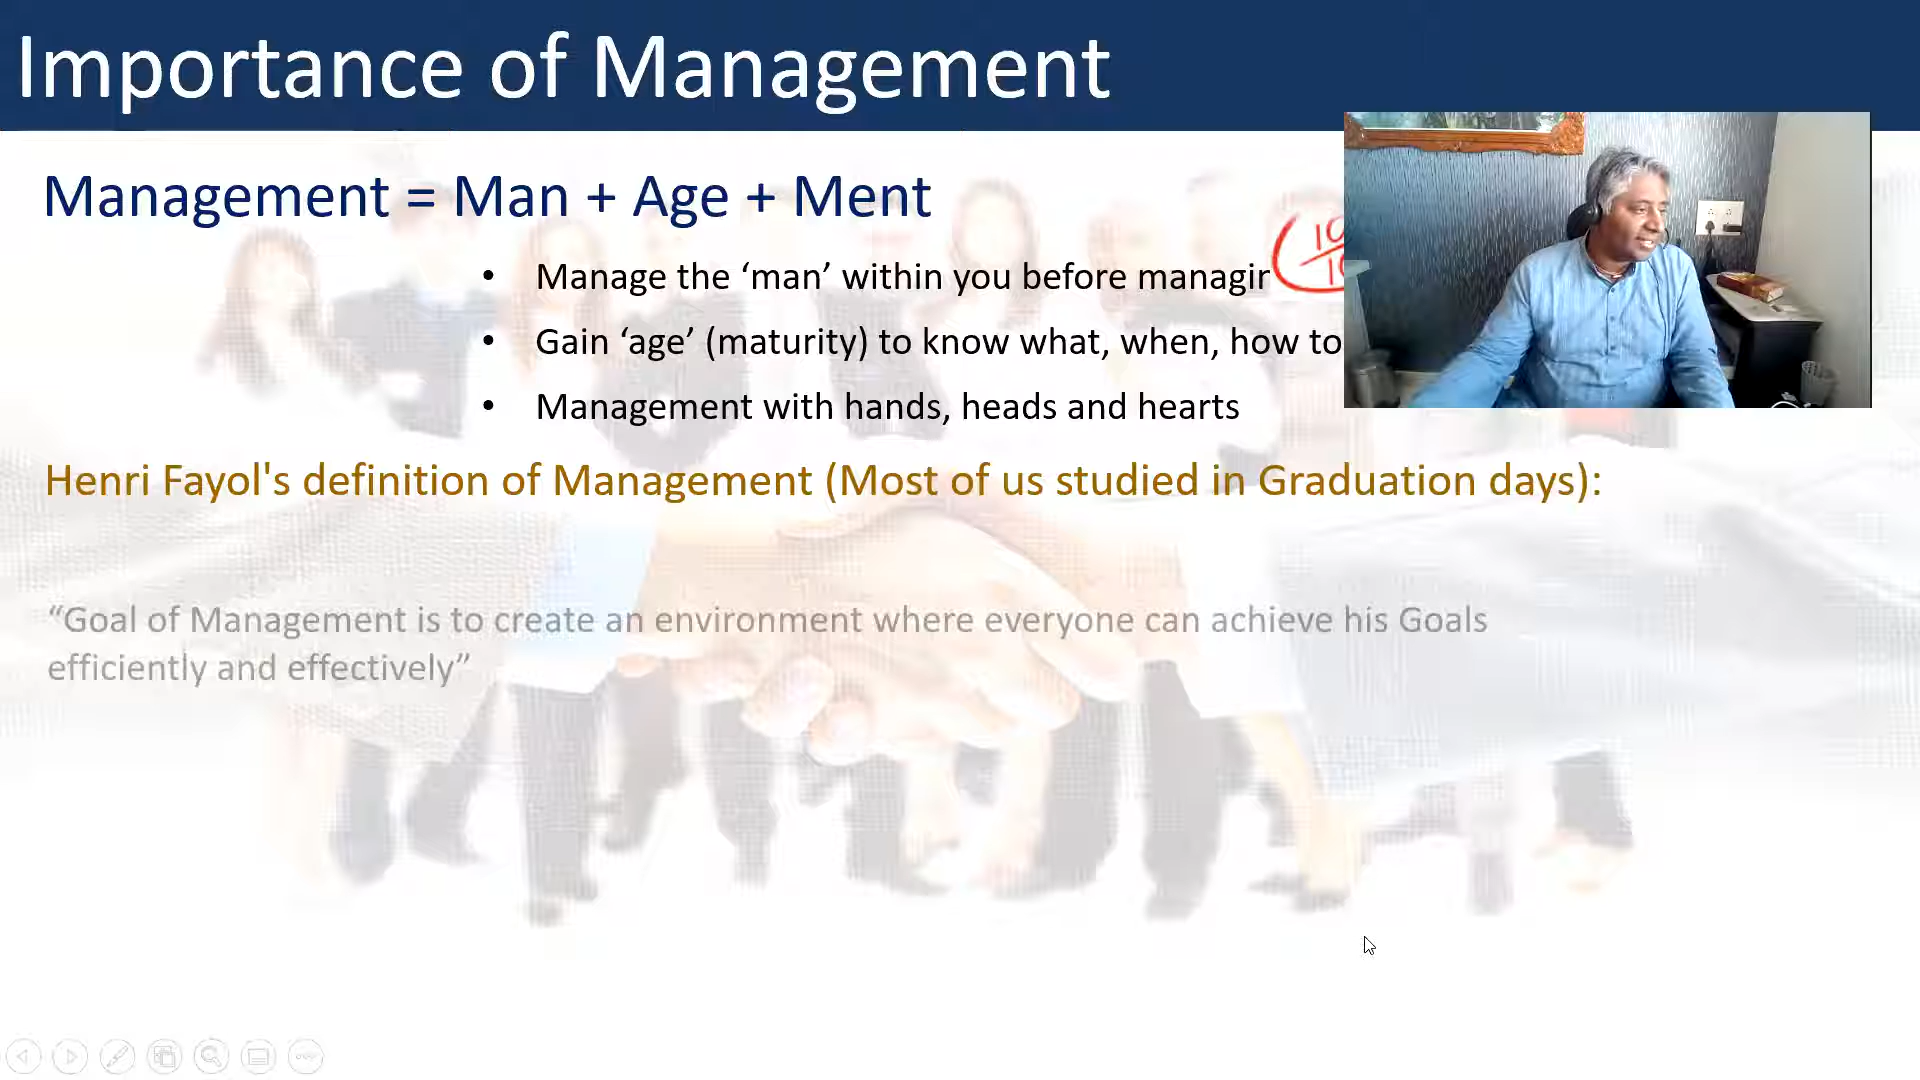 Importance of Management
Management = Man + Age + Ment
• Manage the ‘man’ within you before managir
10
• Gain ‘age’ (maturity) to know what, when, how to
• Management with hands, heads and hearts
Henri Fayol's definition of Management (Most of us studied in Graduation days):
“Goal of Management is to create an environment where everyone can achieve his Goals
efficiently and effectively”